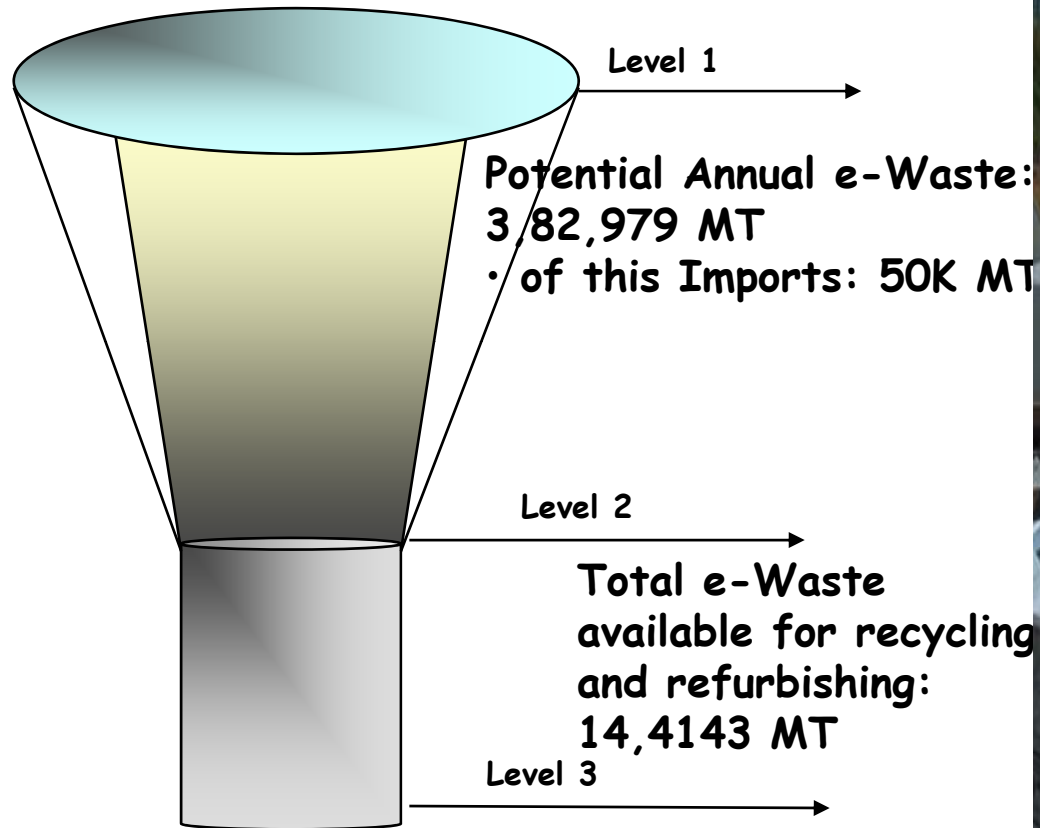 Level 1
Potential Annual e-Waste:
3,82,979 MT
• of this Imports: 50K MT
Level 2
Total e-Waste
available for recycling
and refurbishing:
14,4143 MT
Level 3